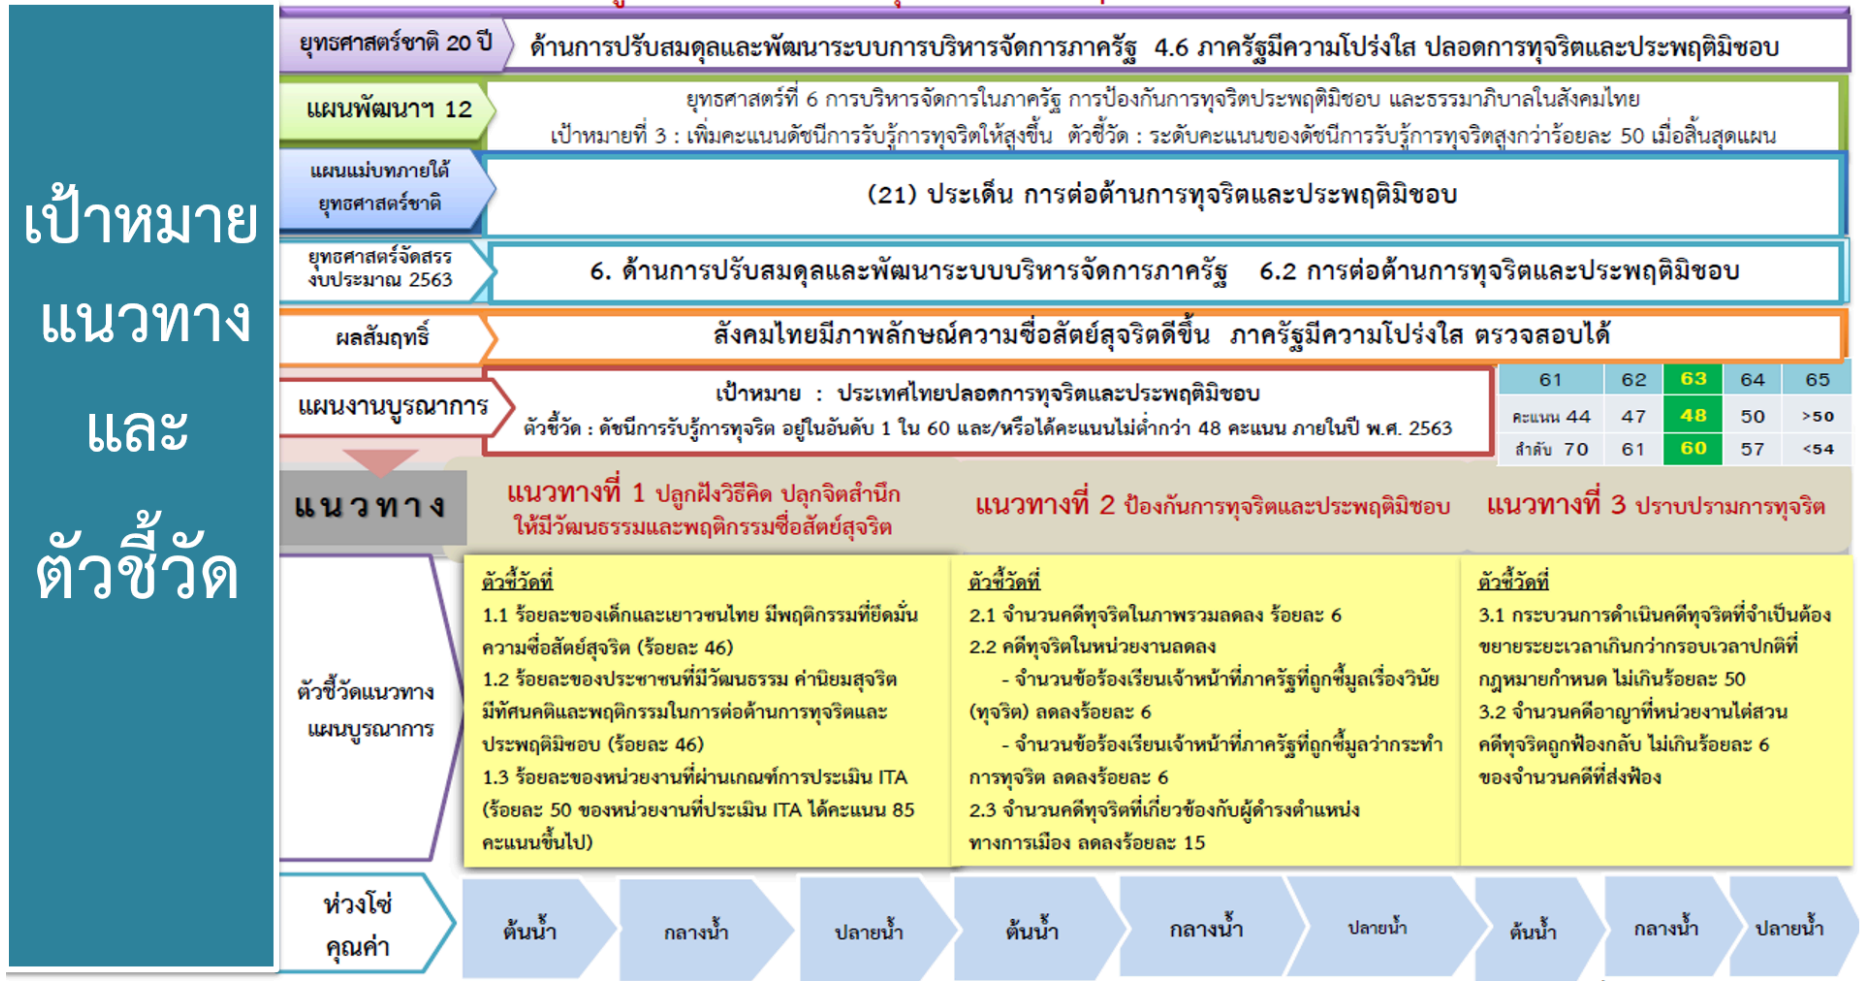 เป้าหมาย
แนวทาง
และ
ตัวชี้วัด
ยุทธศาสตร์ชาติ 20 ปี
ด้านการปรับสมดุลและพัฒนาระบบการบริหารจัดการภาครัฐ 4.6 ภาครัฐมีความโปร่งใส ปลอดการทุจริตและประพฤติมิชอบ
แผนพัฒนาฯ 12
ยุทธศาสตร์ที่ 6 การบริหารจัดการในภาครัฐ การป้องกันการทุจริตประพฤติมิชอบ และธรรมาภิบาลในสังคมไทย
เป้าหมายที่ 3 : เพิ่มคะแนนดัชนีการรับรู้การทุจริตให้สูงขึ้น ตัวชี้วัด : ระดับคะแนนของดัชนีการรับรู้การทุจริตสูงกว่าร้อยละ 50 เมื่อสิ้นสุดแผน
แผนแม่บทภายใต้
ยุทธศาสตร์ชาติ
(21) ประเด็น การต่อต้านการทุจริตและประพฤติมิชอบ
ยุทธศาสตร์จัดสรร
งบประมาณ 2563
6. ด้านการปรับสมดุลและพัฒนาระบบบริหารจัดการภาครัฐ 6.2 การต่อต้านการทุจริตและประพฤติมิชอบ
ผลสัมฤทธิ์
สังคมไทยมีภาพลักษณ์ความซื่อสัตย์สุจริตดีขึ้น ภาครัฐมีความโปร่งใส ตรวจสอบได้
แผนงานบูรณาการ
เป้าหมาย : ประเทศไทยปลอดการทุจริตและประพฤติมิชอบ
ตัวชี้วัด : ดัชนีการรับรู้การทุจริต อยู่ในอันดับ 1 ใน 60 และ/หรือได้คะแนนไม่ต่ำกว่า 48 คะแนน ภายในปี พ.ศ. 2563
61 62 63 64 65
คะแนน 44 47 48 50 >50
ลำดับ 70 61 60 57 <54
แนวทาง
แนวทางที่ 1 ปลูกฝังวิธีคิด ปลุกจิตสำนึก
ให้มีวัฒนธรรมและพฤติกรรมซื่อสัตย์สุจริต
แนวทางที่ 2 ป้องกันการทุจริตและประพฤติมิชอบ
แนวทางที่ 3 ปราบปรามการทุจริต
ตัวชี้วัดแนวทาง
แผนบูรณาการ
ตัวชี้วัดที่
1.1 ร้อยละของเด็กและเยาวชนไทย มีพฤติกรรมที่ยึดมั่น
ความซื่อสัตย์สุจริต (ร้อยละ 46)
1.2 ร้อยละของประชาชนที่มีวัฒนธรรม ค่านิยมสุจริต
มีทัศนคติและพฤติกรรมในการต่อต้านการทุจริตและ
ประพฤติมิชอบ (ร้อยละ 46)
1.3 ร้อยละของหน่วยงานที่ผ่านเกณฑ์การประเมิน ITA
(ร้อยละ 50 ของหน่วยงานที่ประเมิน ITA ได้คะแนน 85
คะแนนขึ้นไป)
ตัวชี้วัดที่
2.1 จำนวนคดีทุจริตในภาพรวมลดลง ร้อยละ 6
2.2 คดีทุจริตในหน่วยงานลดลง
- จำนวนข้อร้องเรียนเจ้าหน้าที่ภาครัฐที่ถูกชี้มูลเรื่องวินัย
(ทุจริต) ลดลงร้อยละ 6
- จำนวนข้อร้องเรียนเจ้าหน้าที่ภาครัฐที่ถูกชี้มูลว่ากระทำ
การทุจริต ลดลงร้อยละ 6
2.3 จำนวนคดีทุจริตที่เกี่ยวข้องกับผู้ดำรงตำแหน่ง
ทางการเมือง ลดลงร้อยละ 15
ตัวชี้วัดที่
3.1 กระบวนการดำเนินคดีทุจริตที่จำเป็นต้อง
ขยายระยะเวลาเกินกว่ากรอบเวลาปกติที่
กฎหมายกำหนด ไม่เกินร้อยละ 50
3.2 จำนวนคดีอาญาที่หน่วยงานไต่สวน
คดีทุจริตถูกฟ้องกลับ ไม่เกินร้อยละ 6
ของจำนวนคดีที่ส่งฟ้อง
ห่วงโซ่
คุณค่า
ต้นน้ำ กลางน้ำ ปลายน้ำ ต้นน้ำ กลางน้ำ ปลายน้ำ ต้นน้ำ กลางน้ำ ปลายน้ำ